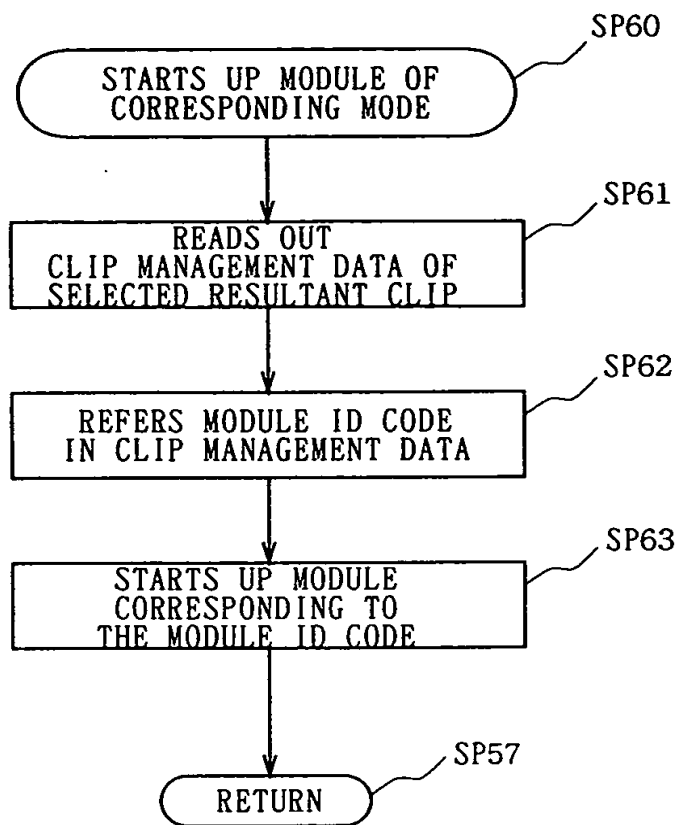 SP60
STARTS UP MODULE OF
CORRESPONDING MODE
SP61
READS OUT
CLIP MANAGEMENT DATA OF
SELECTED RESULTANT CLIP
SP62
REFERS MODULE ID CODE
IN CLIP MANAGEMENT DATA
SP63
STARTS UP MODULE
CORRESPONDING TO
THE MODULE ID CODE
SP57
RETURN